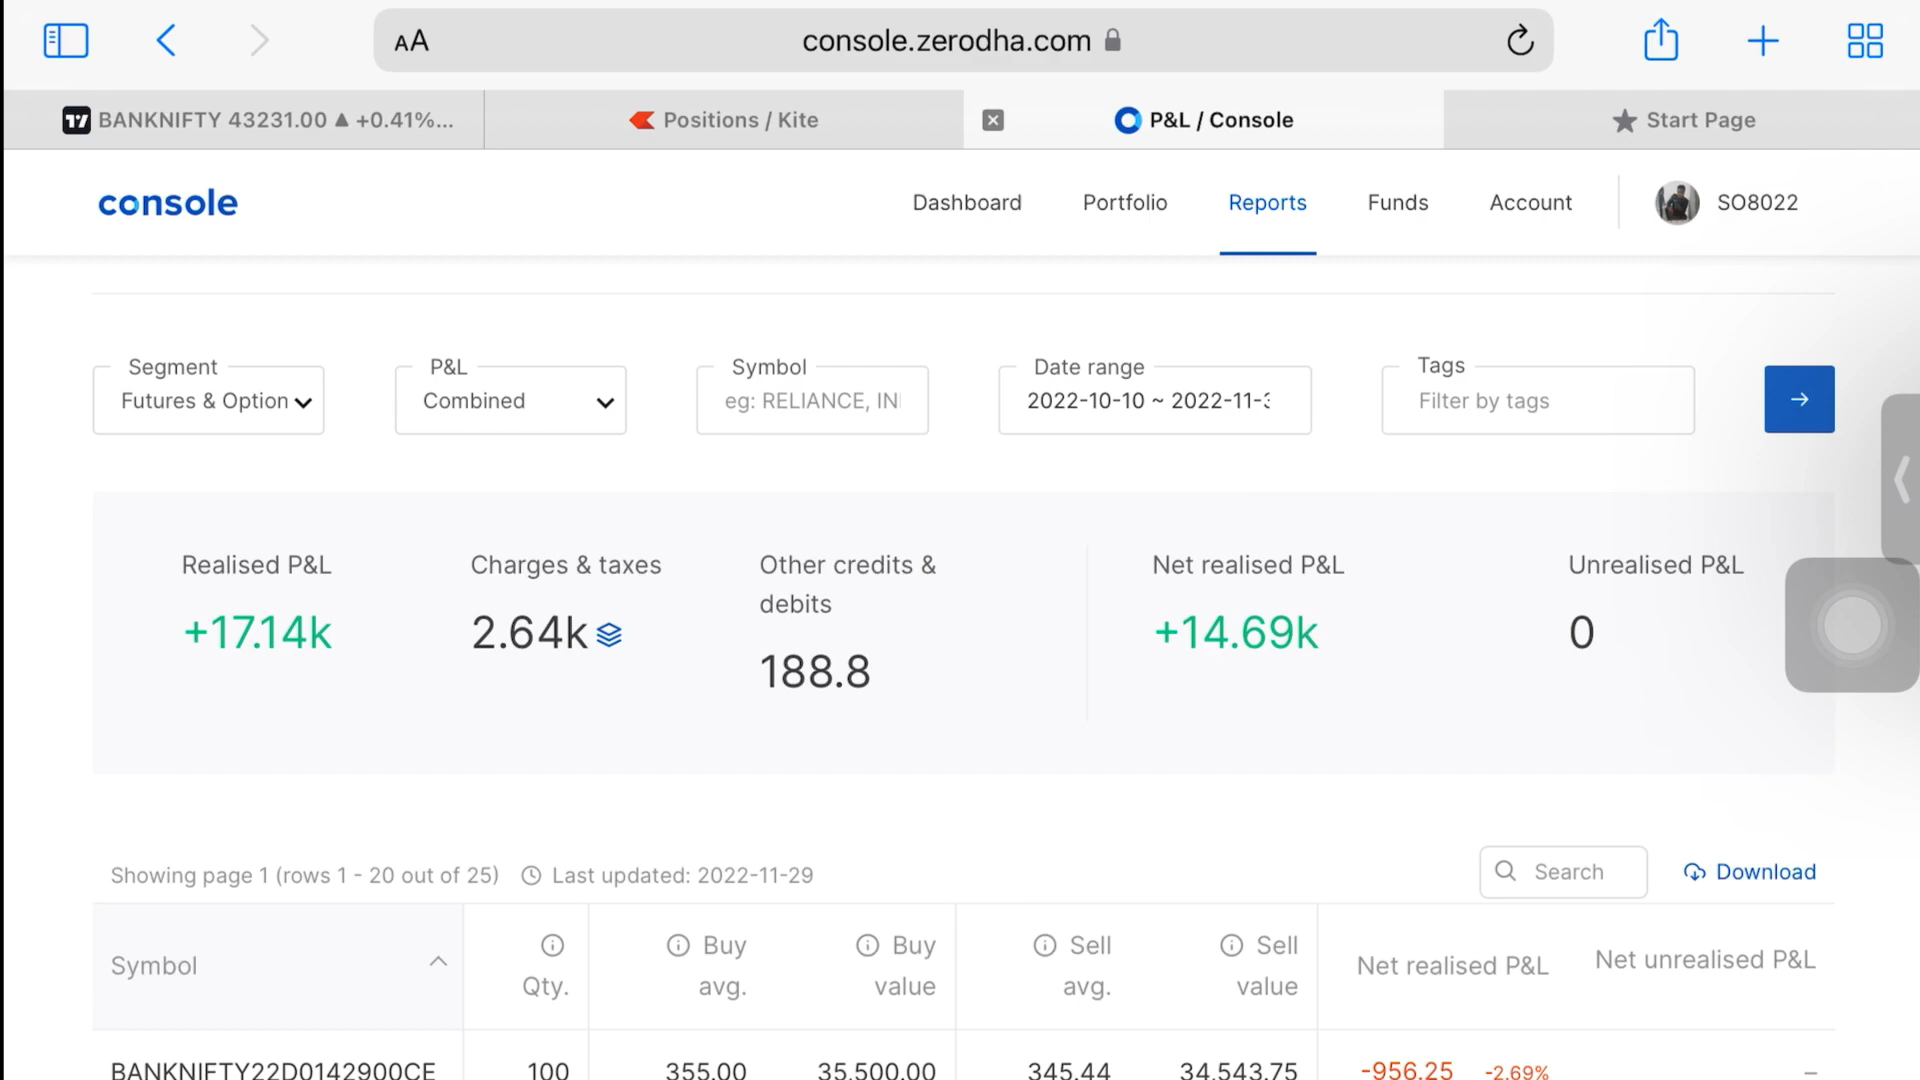 AA
console.zerodha.com
BANKNIFTY 43231.00 ▲ +0.41%...
Positions / Kite
P&L / Console
Start Page
console
Dashboard Portfolio Reports Funds Account SO8022
Segment P&L Symbol Date range Tags
Futures & Option Combined eg: RELIANCE, IN 2022-10-10 ~ 2022-11-3 Filter by tags
Realised P&L Charges & taxes Other credits & Net realised P&L Unrealised P&L
debits
+17.14k 2.64k +14.69k 0
188.8
Showing page 1 (rows 1 - 20 out of 25) Last updated: 2022-11-29 Search Download
Symbol Qty. Buy avg. Buy value Sell avg. Sell value Net realised P&L Net unrealised P&L
BANKNIFTY22D0142900CE 100 355.00 35,500.00 345.44 34,543.75 -956.25 -2.69% –